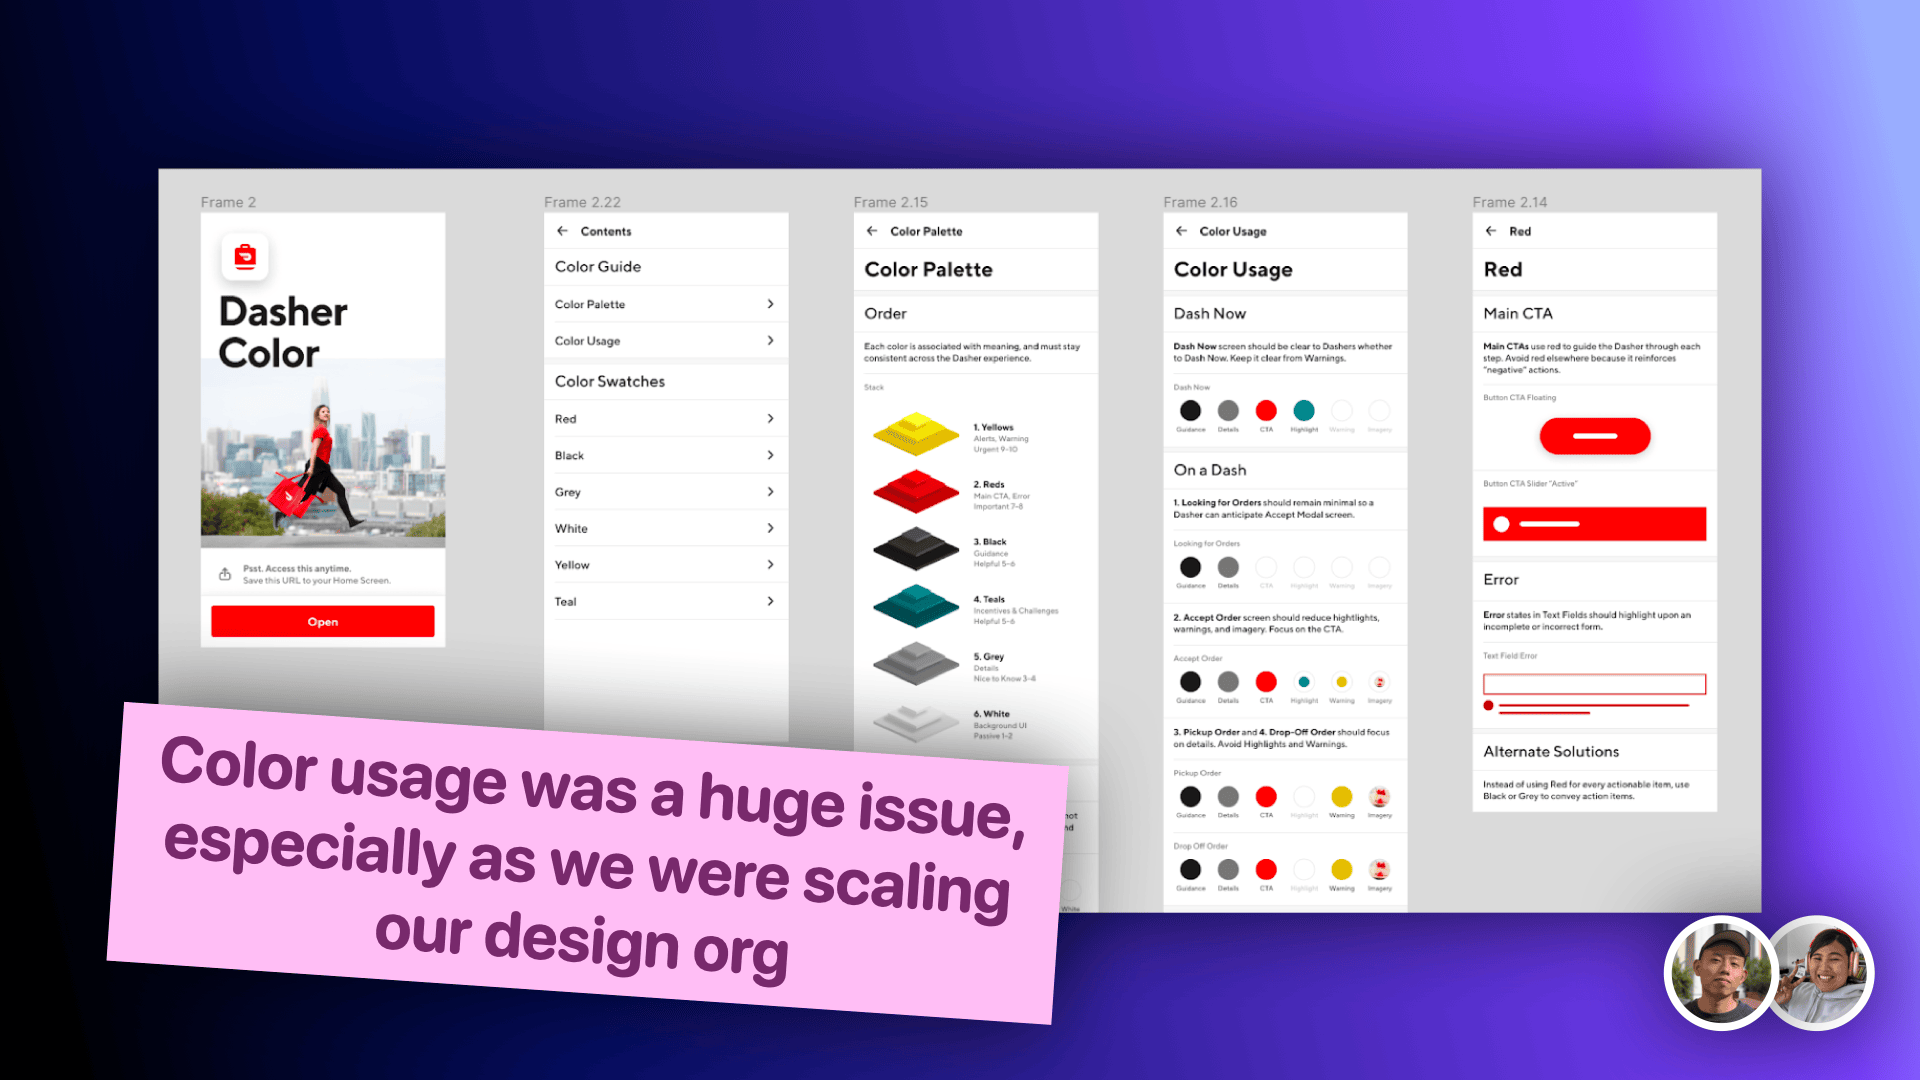 Frame 2
Dasher
Color
Psst. Access this anytime.
Save this URL to your Home Screen.
Open
Frame 2.22
Contents
Color Guide
Color Palette
Color Usage
Color Swatches
Red
Black
Grey
White
Yellow
Teal
Frame 2.15
Color Palette
Color Palette
Order
Each color is associated with meaning, and must stay
consistent across the Dasher experience.
Stack
1. Yellows
Alerts, Warning
Urgent 9-10
2. Reds
Main CTA, Error
Important 7-8
3. Black
Guidance
Helpful 5-6
4. Teals
Incentives & Challenges
Helpful 5-6
5. Grey
Details
Nice to Know 3-4
6. White
Background UI
Passive 1-2
White
Frame 2.16
Color Usage
Color Usage
Dash Now
Dash Now screen should be clear to Dashers whether
to Dash Now. Keep it clear from Warnings.
Dash Now
Guidance Details CTA Highlight Warning Imagery
On a Dash
1. Looking for Orders should remain minimal so a
Dasher can anticipate Accept Modal screen.
Looking for Orders
Guidance Details CTA Highlight Warning Imagery
2. Accept Order screen should reduce hightlights,
warnings, and imagery. Focus on the CTA.
Accept Order
Guidance Details CTA Highlight Warning Imagery
3. Pickup Order and 4. Drop-Off Order should focus
on details. Avoid Highlights and Warnings.
Pickup Order
Guidance Details CTA Highlight Warning Imagery
Drop Off Order
Guidance Details CTA Highlight Warning Imagery
Frame 2.14
Red
Red
Main CTA
Main CTAs use red to guide the Dasher through each
step. Avoid red elsewhere because it reinforces
"negative" actions.
Button CTA Floating
Button CTA Slider "Active"
Error
Error states in Text Fields should highlight upon an
incomplete or incorrect form.
Text Field Error
Alternate Solutions
Instead of using Red for every actionable item, use
Black or Grey to convey action items.
Color usage was a huge issue,
especially as we were scaling
our design org